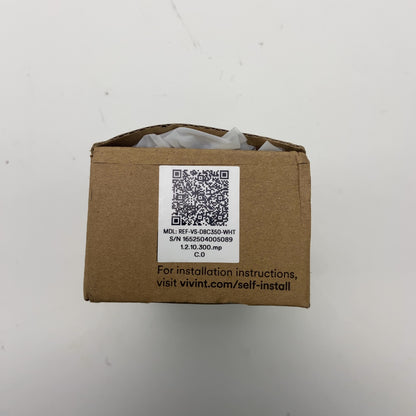 MDL: REF-VS-DBC350-WHT
S/N 1652504005089
1.2.10.300.mp
C.0
For installation instructions,
visit vivint.com/self-install